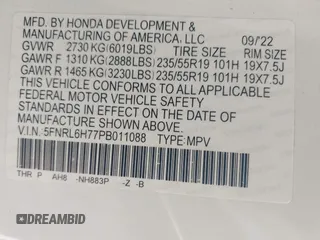 MFD. BY HONDA DEVELOPMENT &
MANUFACTURING OF AMERICA, LLC 09/22
GVWR 2730 KG (6019LBS) TIRE SIZE RIM SIZE
GAWR F 1310 KG (2888LBS) 235/55R19 101H 19X7.5J
GAWR R 1465 KG (3230LBS) 235/55R19 101H 19X7.5J
THIS VEHICLE CONFORMS TO ALL APPLICABLE
FEDERAL MOTOR VEHICLE SAFETY
STANDARDS IN EFFECT ON THE DATE OF
MANUFACTURE SHOWN ABOVE.
V.I.N. 5FNRL6H77PB011088 TYPE: MPV
THR P AH8 -NH883P -Z -B
DREAMBID